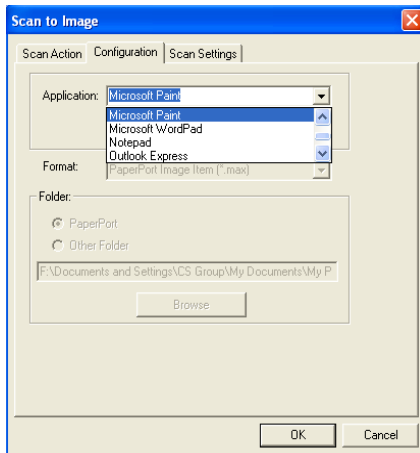 Scan to Image
Scan Action Configuration Scan Settings
Application: Microsoft Paint
Microsoft Paint
Microsoft WordPad
Notepad
Outlook Express
Format: PaperPort Image Item (*.max)
Folder:
PaperPort
Other Folder
F:\Documents and Settings\CS Group\My Documents\My P
Browse
OK Cancel